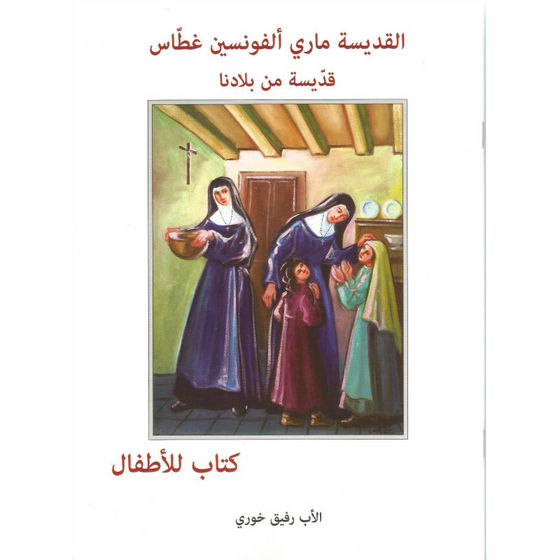 القديسة ماري ألفونسين غطّاس
قدّيسة من بلادنا
كتاب للأطفال
الأب رفيق خوري